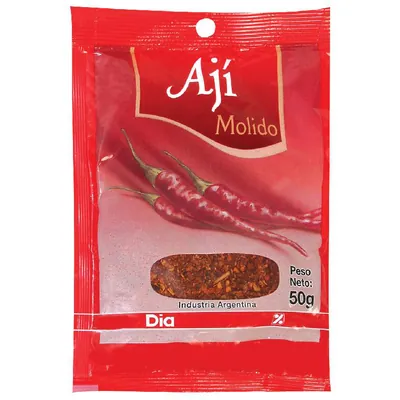 Ají
Molido
Industria Argentina
Peso
Neto:
50g
Dia